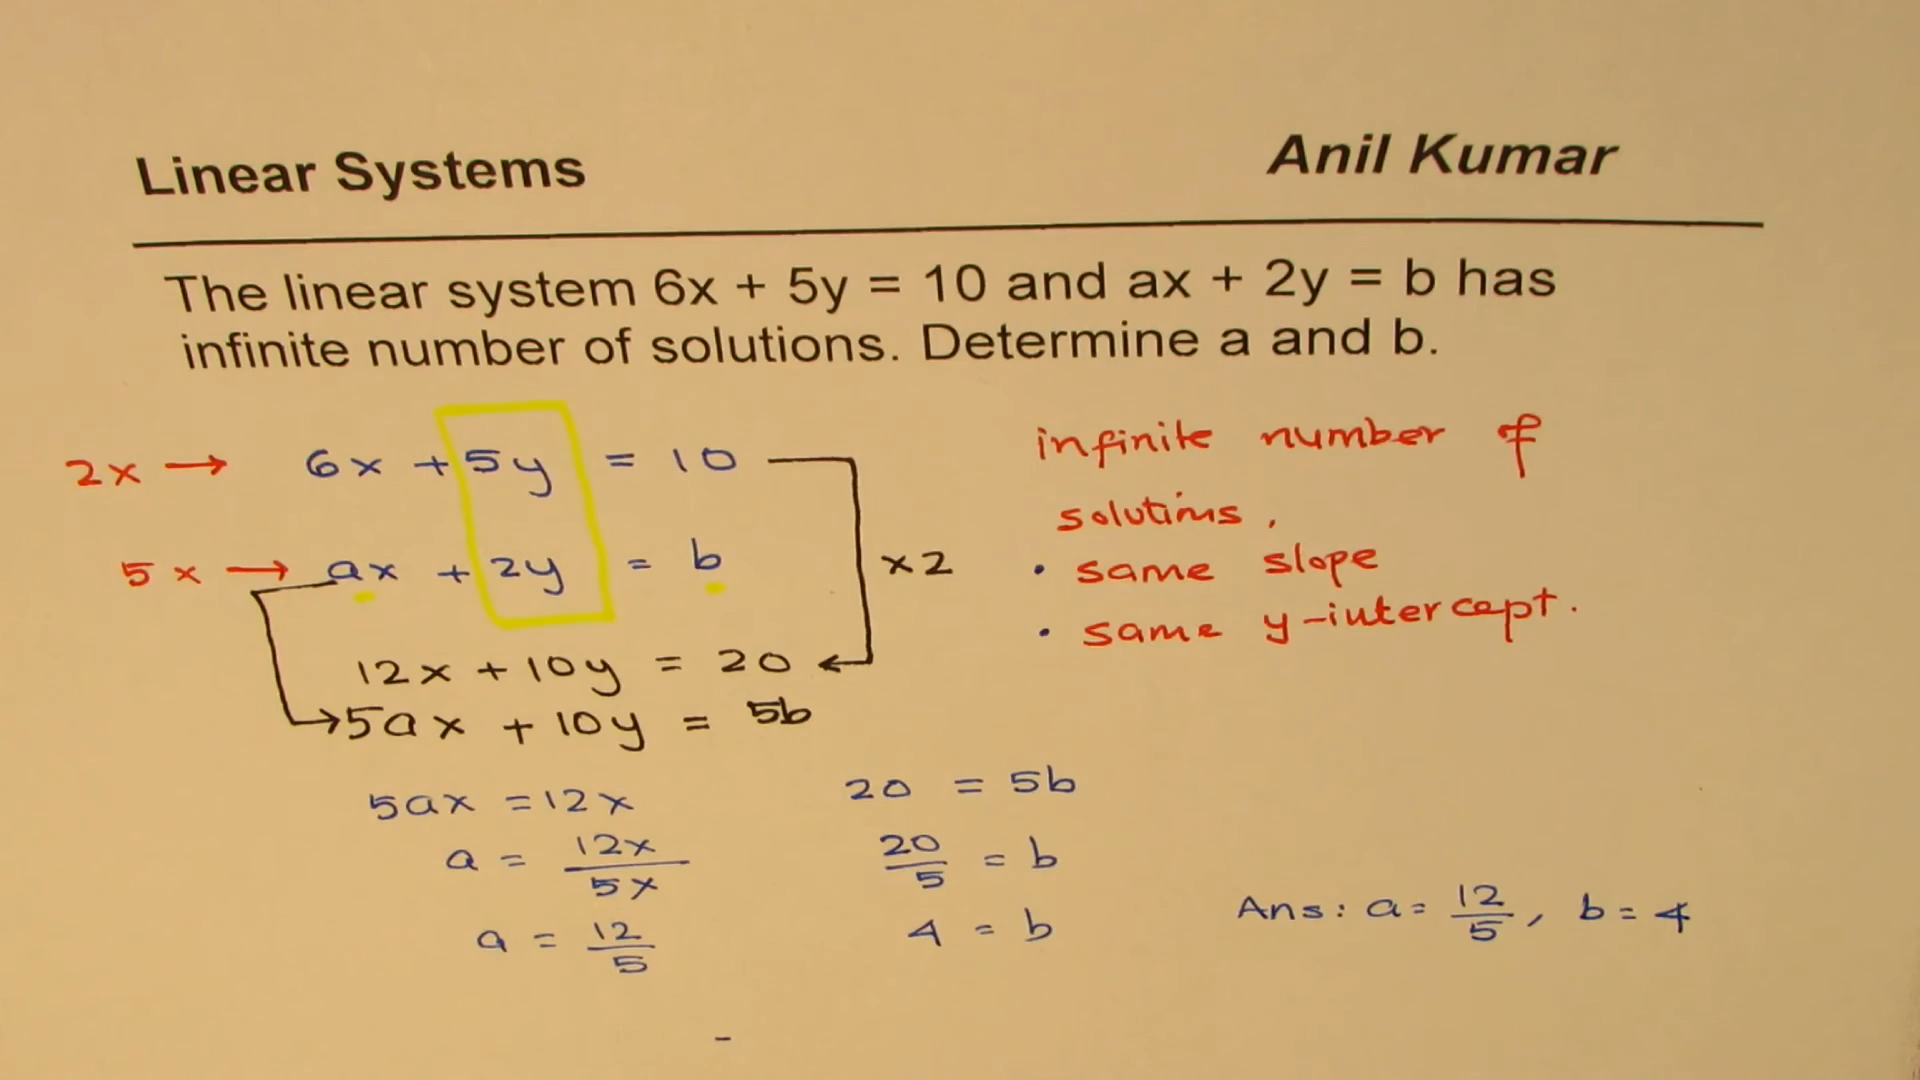 Linear Systems
Anil Kumar
The linear system 6x + 5y = 10 and ax + 2y = b has
infinite number of solutions. Determine a and b.
2x → 6x + 5y = 10
5x → ax + 2y = b
x2
12x + 10y = 20
5ax + 10y = 5b
infinite number of
solutions,
• same slope
• same y-intercept.
5ax = 12x
a = 12x/5x
a = 12/5
20 = 5b
20/5 = b
4 = b
Ans: a = 12/5, b = 4